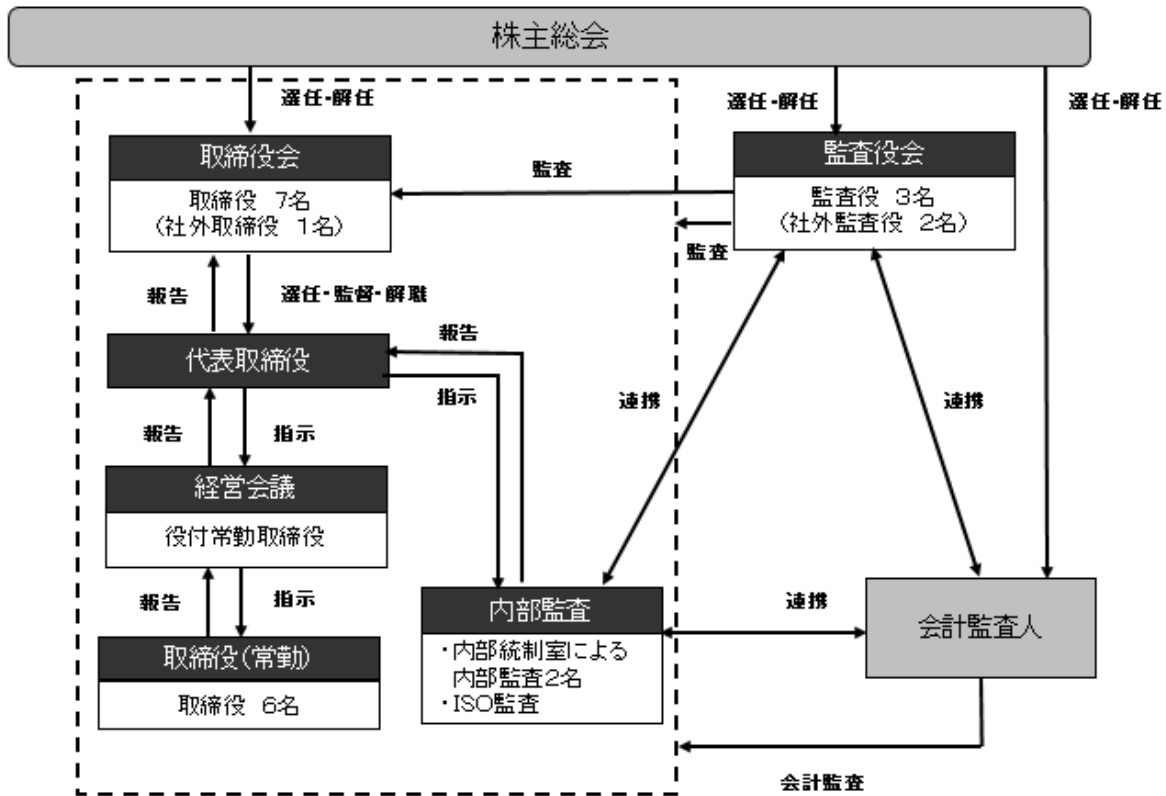 株主総会
選任・解任
選任・解任
選任・解任
取締役会
取締役 7名
(社外取締役 1名)
監査
監査役会
監査役 3名
(社外監査役 2名)
監査
報告
選任・監督・解職
代表取締役
報告
指示
連携
連携
報告
指示
経営会議
役付常勤取締役
報告
指示
取締役(常勤)
取締役 6名
内部監査
・内部統制室による
内部監査2名
・ISO監査
連携
会計監査人
会計監査